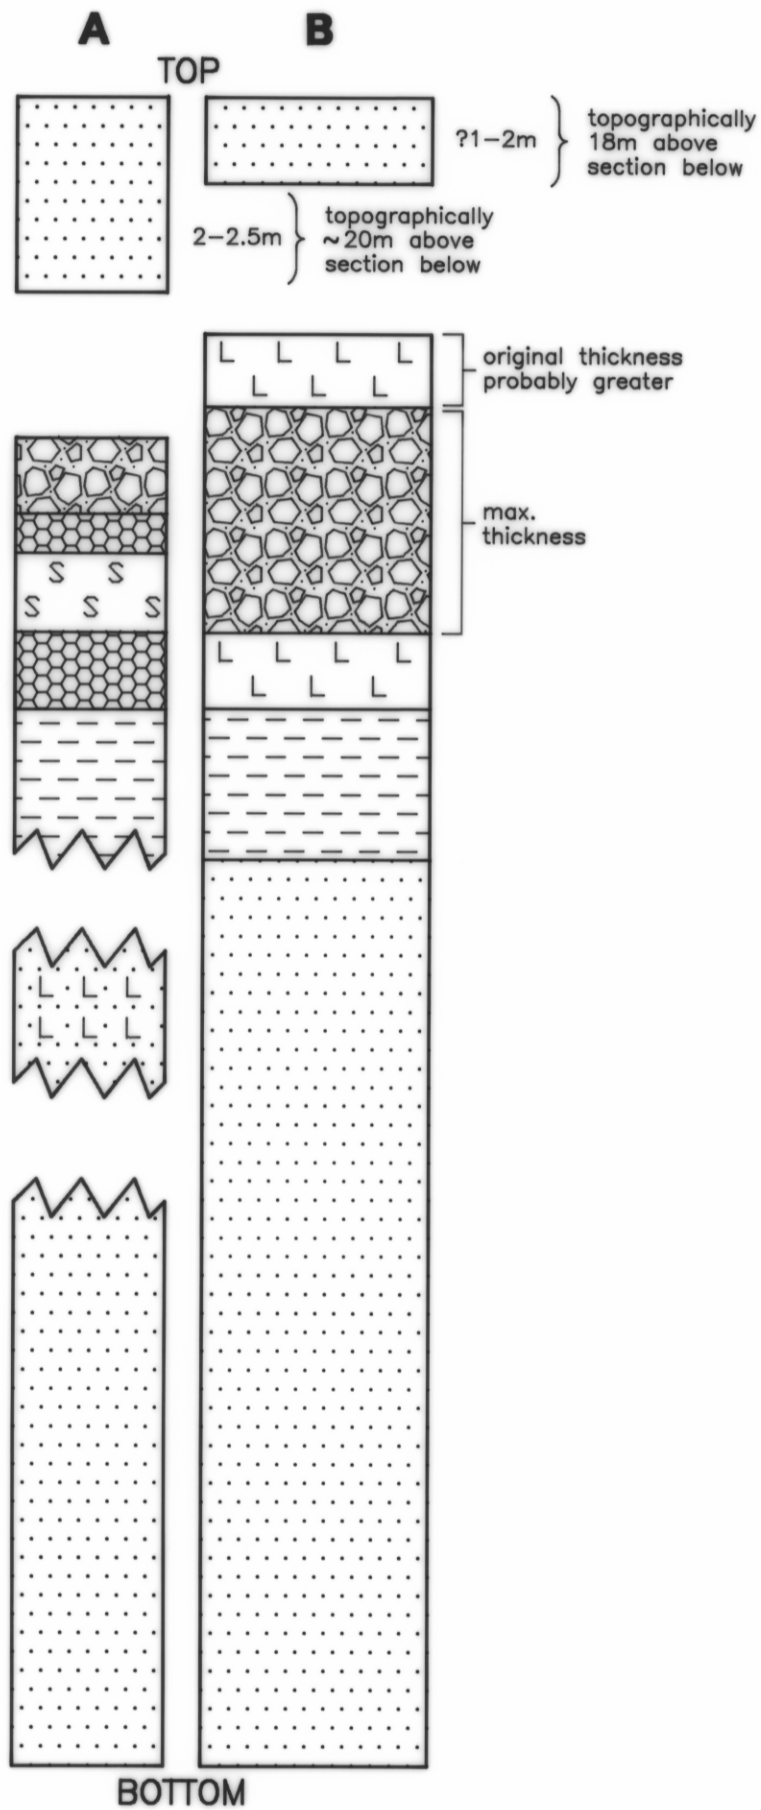 A B
TOP
?1–2m
topographically
18m above
section below
2–2.5m
topographically
~20m above
section below
original thickness
probably greater
max.
thickness
L L L L
L L L
S S
S S S
L L L L
L L L
L L L
L L L
BOTTOM